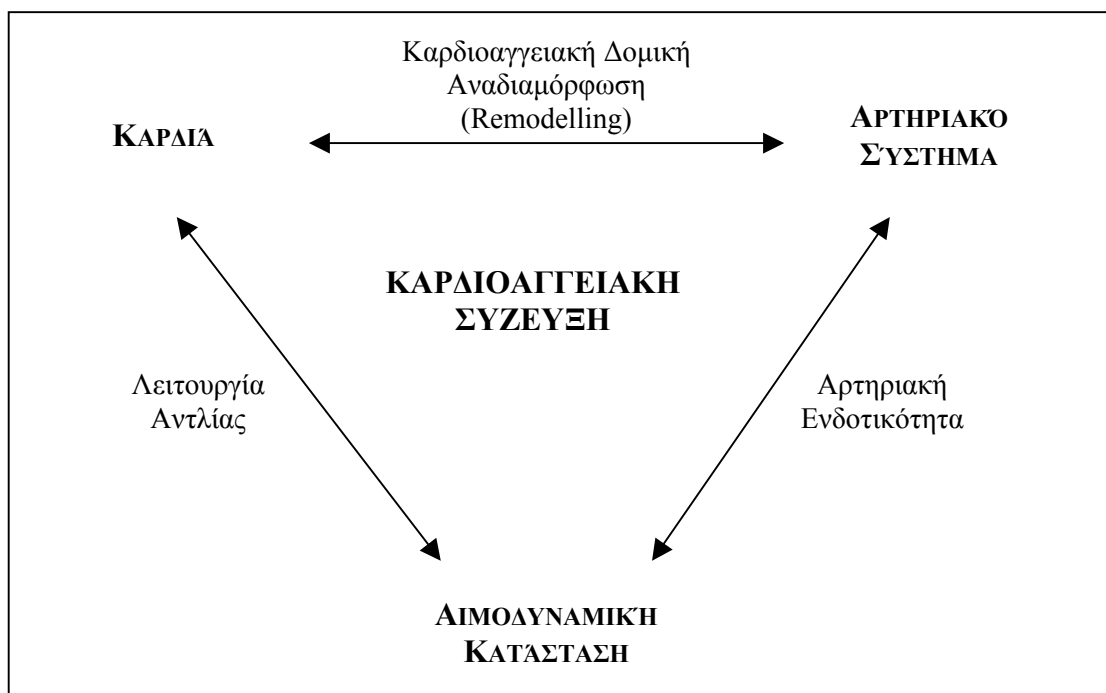 Καρδιοαγγειακή Δομική
Αναδιαμόρφωση
(Remodelling)
ΚΑΡΔΙΆ
ΑΡΤΗΡΙΑΚΌ
ΣΎΣΤΗΜΑ
ΚΑΡΔΙΟΑΓΓΕΙΑΚΗ
ΣΥΖΕΥΞΗ
Λειτουργία
Αντλίας
Αρτηριακή
Ενδοτικότητα
ΑΙΜΟΔΥΝΑΜΙΚΉ
ΚΑΤΆΣΤΑΣΗ